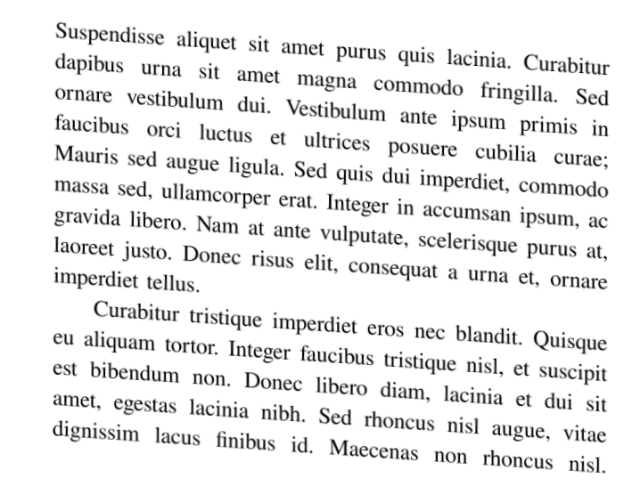 Suspendisse aliquet sit amet purus quis lacinia. Curabitur
dapibus urna sit amet magna commodo fringilla. Sed
ornare vestibulum dui. Vestibulum ante ipsum primis in
faucibus orci luctus et ultrices posuere cubilia curae;
Mauris sed augue ligula. Sed quis dui imperdiet, commodo
massa sed, ullamcorper erat. Integer in accumsan ipsum, ac
gravida libero. Nam at ante vulputate, scelerisque purus at,
laoreet justo. Donec risus elit, consequat a urna et, ornare
imperdiet tellus.
Curabitur tristique imperdiet eros nec blandit. Quisque
eu aliquam tortor. Integer faucibus tristique nisl, et suscipit
est bibendum non. Donec libero diam, lacinia et dui sit
amet, egestas lacinia nibh. Sed rhoncus nisl augue, vitae
dignissim lacus finibus id. Maecenas non rhoncus nisl.